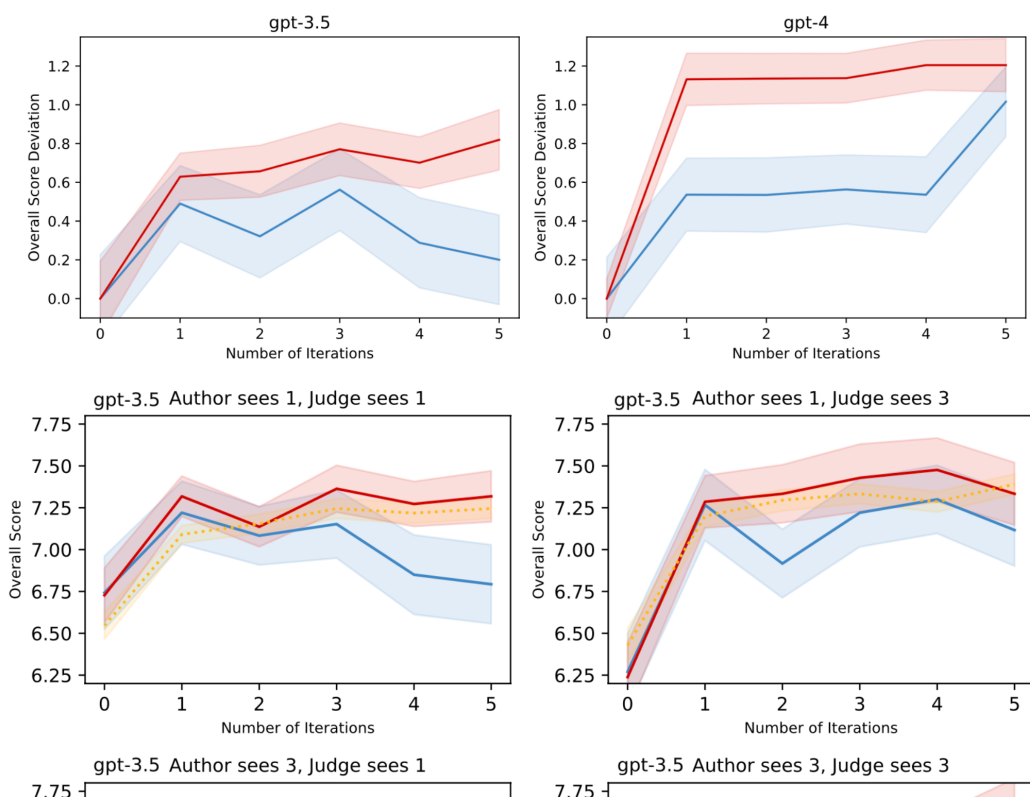 gpt-3.5
1.2
1.0
0.8
0.6
0.4
0.2
0.0
Overall Score Deviation
0 1 2 3 4 5
Number of Iterations
gpt-4
1.2
1.0
0.8
0.6
0.4
0.2
0.0
Overall Score Deviation
0 1 2 3 4 5
Number of Iterations
gpt-3.5 Author sees 1, Judge sees 1
7.75
7.50
7.25
7.00
6.75
6.50
6.25
Overall Score
0 1 2 3 4 5
Number of Iterations
gpt-3.5 Author sees 1, Judge sees 3
7.75
7.50
7.25
7.00
6.75
6.50
6.25
Overall Score
0 1 2 3 4 5
Number of Iterations
gpt-3.5 Author sees 3, Judge sees 1
7.75
gpt-3.5 Author sees 3, Judge sees 3
7.75